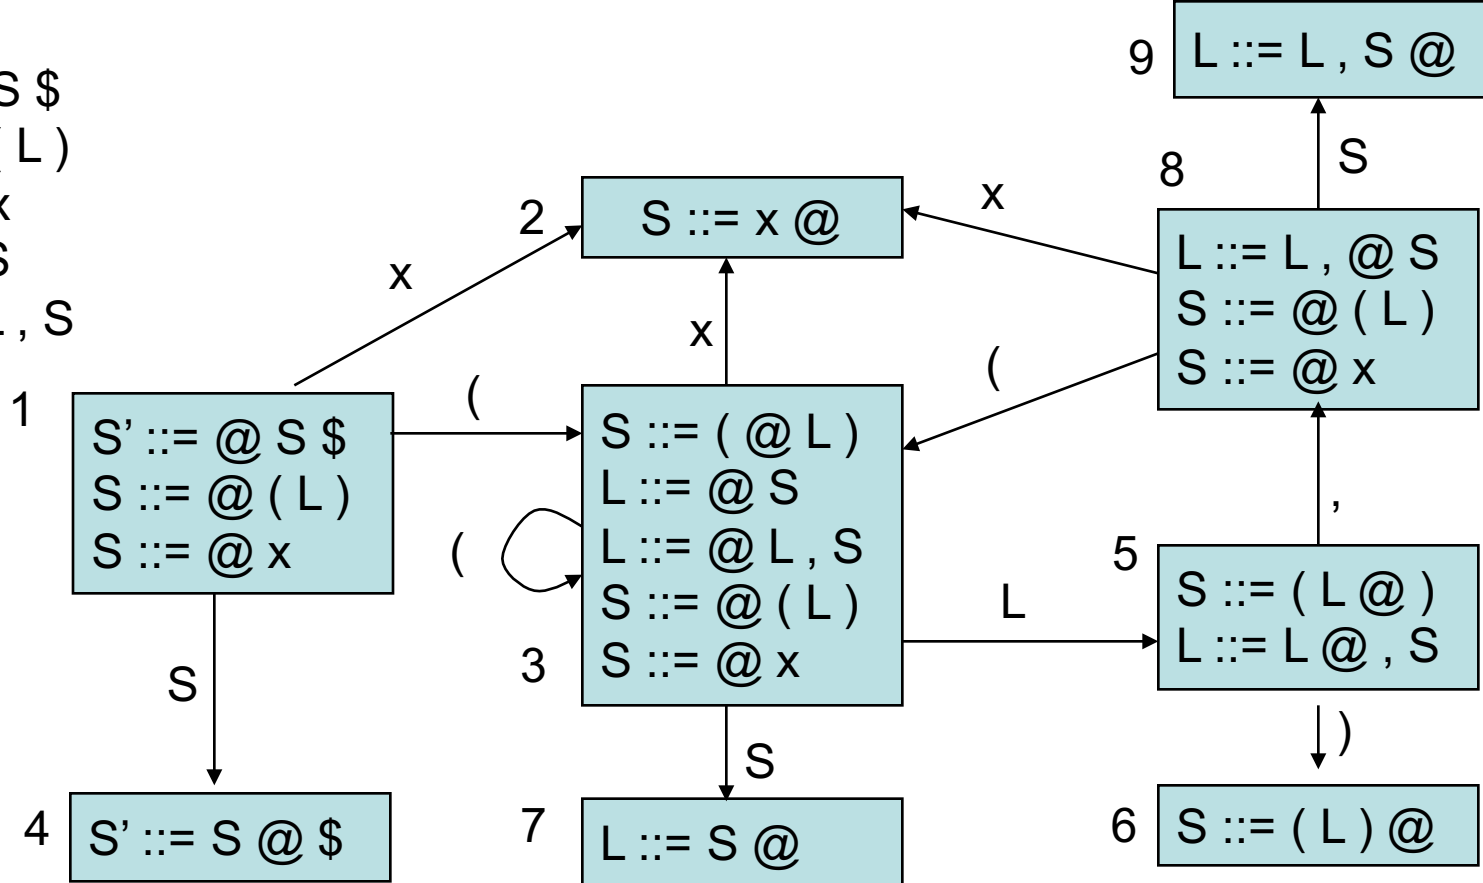 S $
( L )
x
S
L , S
9
L ::= L , S @
S
8
2
S ::= x @
x
x
x
L ::= L , @ S
S ::= @ ( L )
S ::= @ x
(
1
S’ ::= @ S $
S ::= @ ( L )
S ::= @ x
(
(
3
S ::= ( @ L )
L ::= @ S
L ::= @ L , S
S ::= @ ( L )
S ::= @ x
,
5
S ::= ( L @ )
L ::= L @ , S
L
S
S
)
4
S’ ::= S @ $
7
L ::= S @
6
S ::= ( L ) @